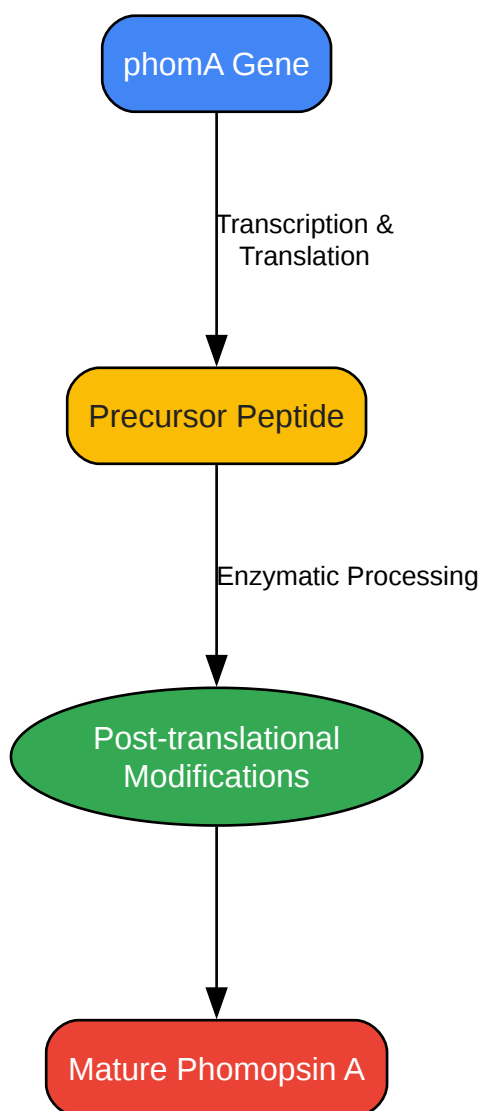 phomA Gene
Transcription &
Translation
Precursor Peptide
Enzymatic Processing
Post-translational
Modifications
Mature Phomopsin A